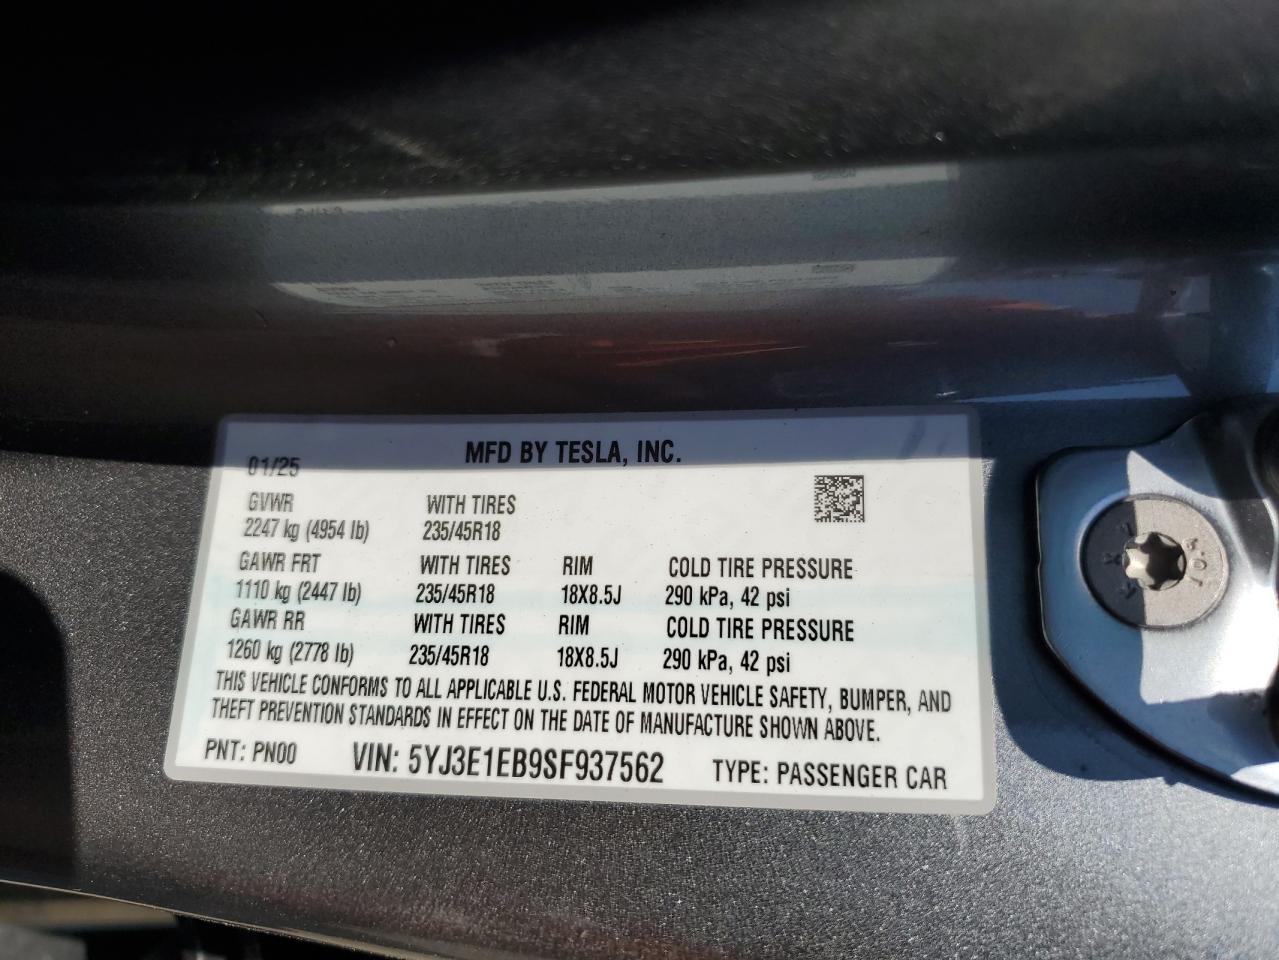 MFD BY TESLA, INC.
01/25
GVWR WITH TIRES
2247 kg (4954 lb) 235/45R18
GAWR FRT WITH TIRES RIM COLD TIRE PRESSURE
1110 kg (2447 lb) 235/45R18 18X8.5J 290 kPa, 42 psi
GAWR RR WITH TIRES RIM COLD TIRE PRESSURE
1260 kg (2778 lb) 235/45R18 18X8.5J 290 kPa, 42 psi
THIS VEHICLE CONFORMS TO ALL APPLICABLE U.S. FEDERAL MOTOR VEHICLE SAFETY, BUMPER, AND
THEFT PREVENTION STANDARDS IN EFFECT ON THE DATE OF MANUFACTURE SHOWN ABOVE.
PNT: PN00 VIN: 5YJ3E1EB9SF937562 TYPE: PASSENGER CAR
10.9